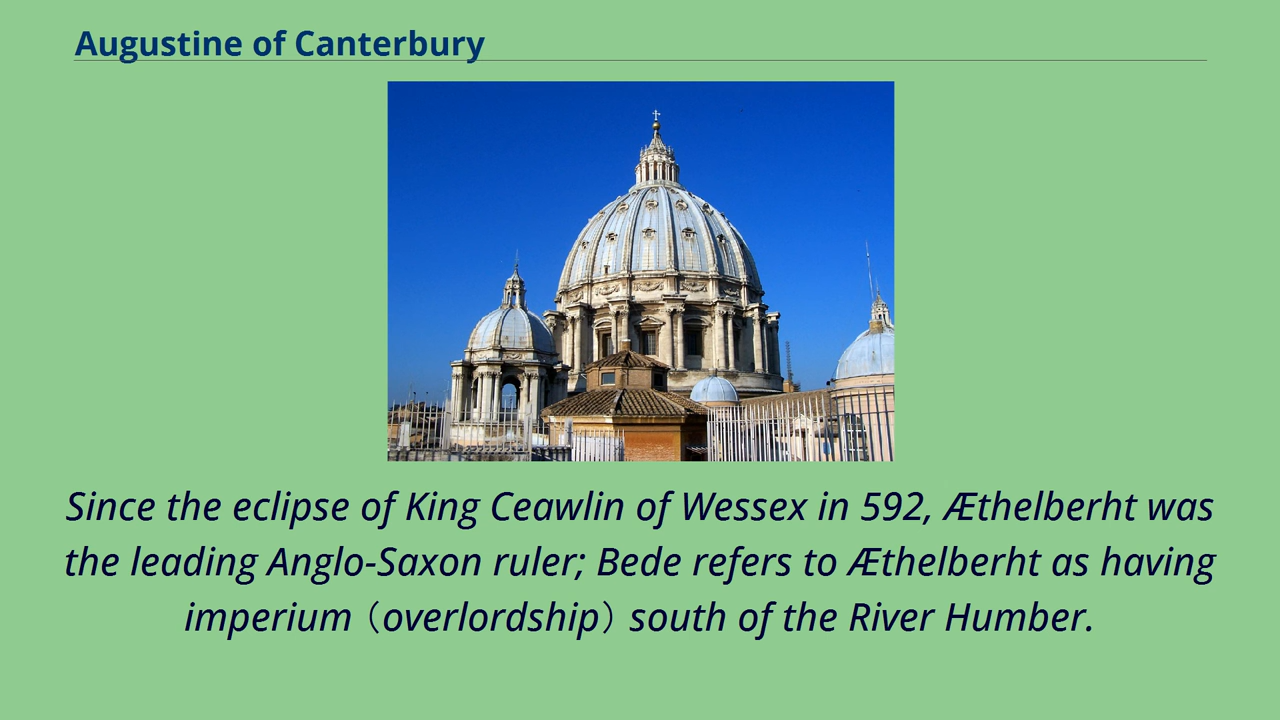 Augustine of Canterbury
Since the eclipse of King Ceawlin of Wessex in 592, Æthelberht was
the leading Anglo-Saxon ruler; Bede refers to Æthelberht as having
imperium（overlordship）south of the River Humber.